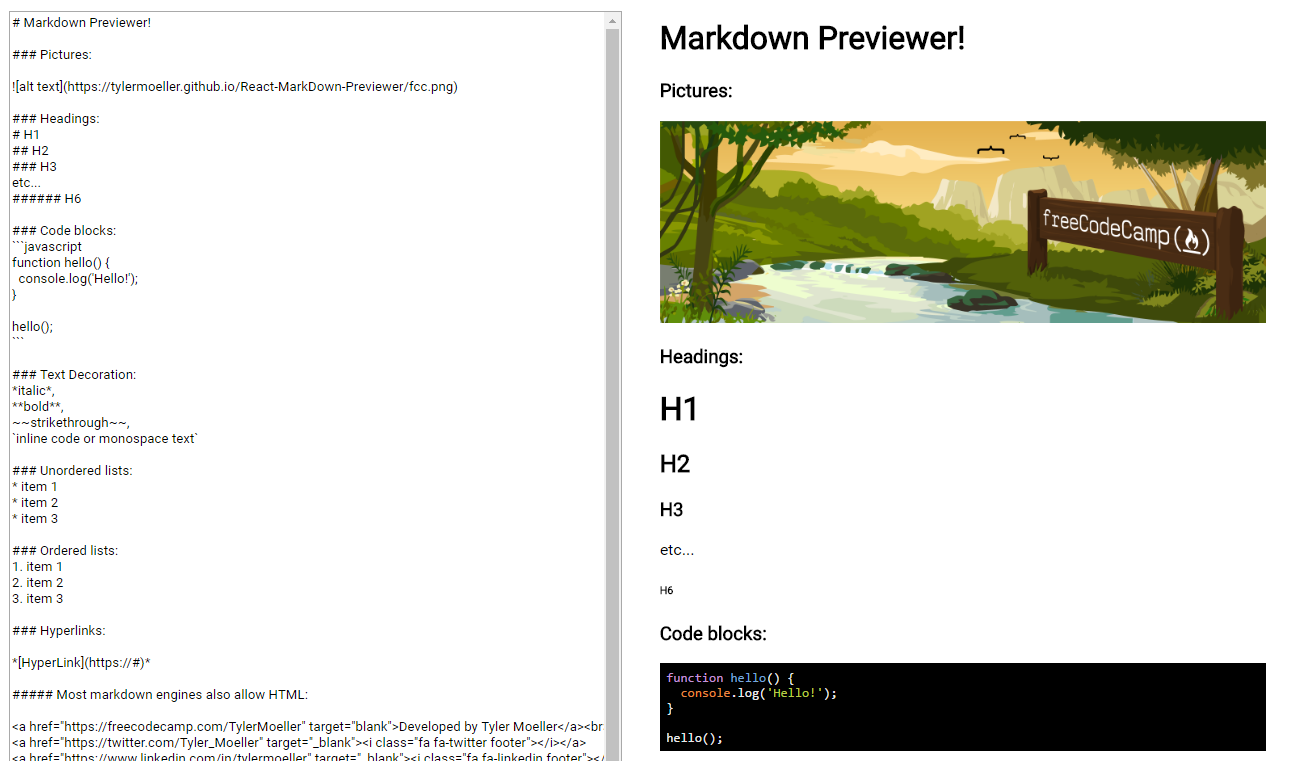 # Markdown Previewer!
### Pictures:
![alt text](https://tylermoeller.github.io/React-MarkDown-Previewer/fcc.png)
### Headings:
# H1
## H2
### H3
etc...
###### H6
### Code blocks:
```javascript
function hello() {
  console.log('Hello!');
}
hello();
```
### Text Decoration:
*italic*,
**bold**,
~~strikethrough~~,
`inline code or monospace text`
### Unordered lists:
* item 1
* item 2
* item 3
### Ordered lists:
1. item 1
2. item 2
3. item 3
### Hyperlinks:
*[HyperLink](https://#)*
##### Most markdown engines also allow HTML:
<a href="https://freecodecamp.com/TylerMoeller" target="blank">Developed by Tyler Moeller</a><br
<a href="https://twitter.com/Tyler_Moeller" target="_blank"><i class="fa fa-twitter footer"></i></a>
<a href="https://www.linkedin.com/in/tylermoeller" target="_blank"><i class="fa fa-linkedin footer"></
Markdown Previewer!
Pictures:
freeCodeCamp(
)
Headings:
H1
H2
H3
etc...
H6
Code blocks:
function hello() {
  console.log('Hello!');
}
hello();